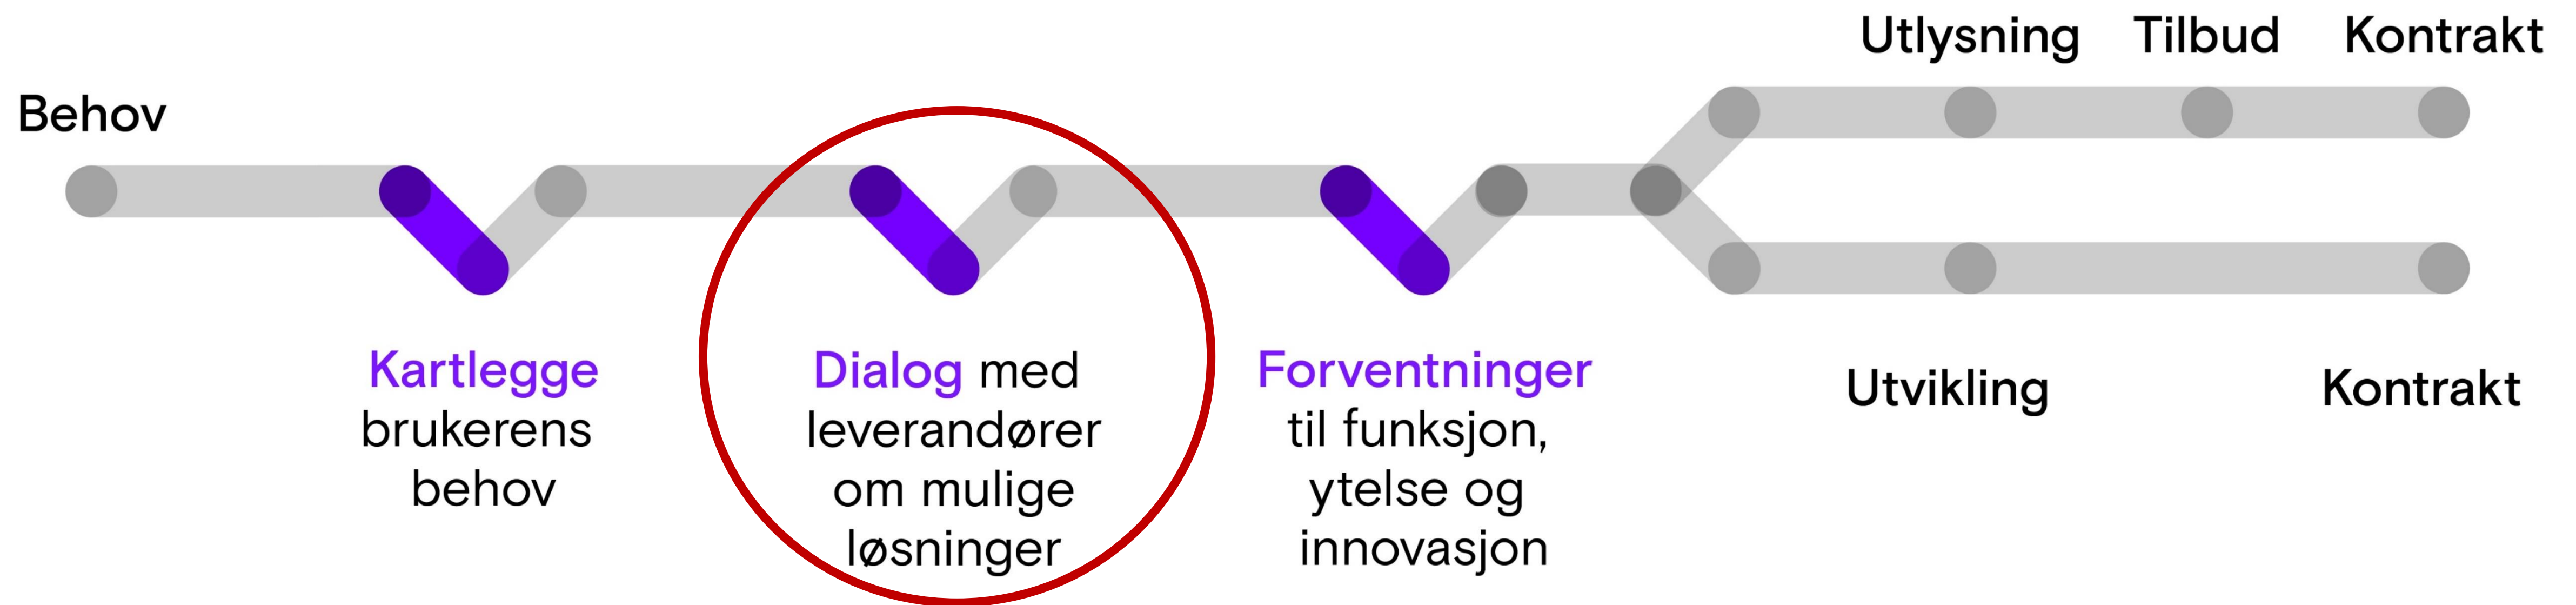 Behov
Kartlegge
brukerens
behov
Dialog med
leverandører
om mulige
løsninger
Forventninger
til funksjon,
ytelse og
innovasjon
Utlysning
Tilbud
Kontrakt
Utvikling
Kontrakt